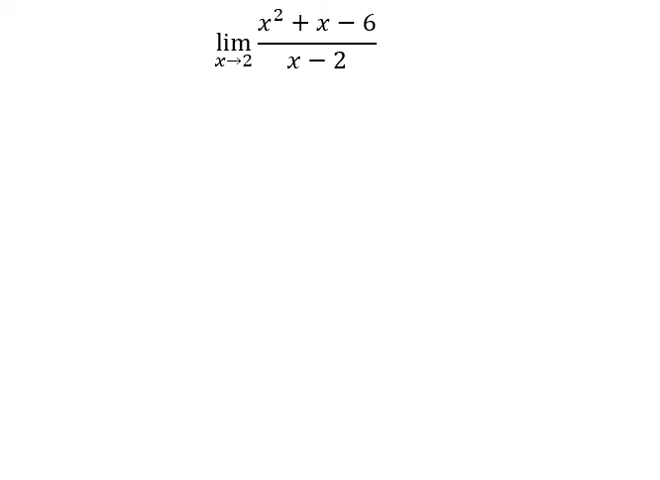 lim x→2 (x² + x − 6)/(x − 2)